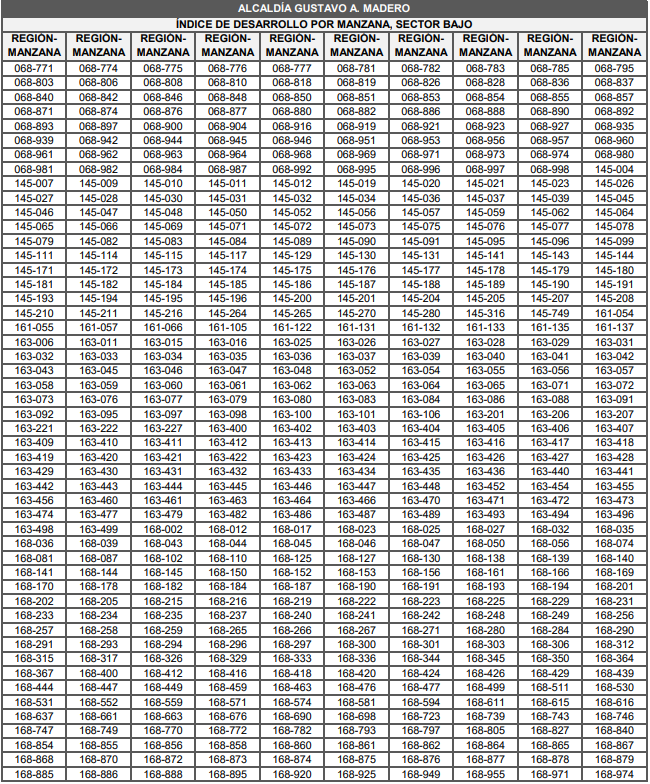 ALCALDÍA GUSTAVO A. MADERO
ÍNDICE DE DESARROLLO POR MANZANA, SECTOR BAJO
REGIÓN-MANZANA REGIÓN-MANZANA REGIÓN-MANZANA REGIÓN-MANZANA REGIÓN-MANZANA REGIÓN-MANZANA REGIÓN-MANZANA REGIÓN-MANZANA REGIÓN-MANZANA REGIÓN-MANZANA
068-771 068-774 068-775 068-776 068-777 068-781 068-782 068-783 068-785 068-795
068-803 068-806 068-808 068-810 068-818 068-819 068-826 068-828 068-836 068-837
068-840 068-842 068-846 068-848 068-850 068-851 068-853 068-854 068-855 068-857
068-871 068-874 068-876 068-877 068-880 068-882 068-886 068-888 068-890 068-892
068-893 068-897 068-900 068-904 068-916 068-919 068-921 068-923 068-927 068-935
068-939 068-942 068-944 068-945 068-946 068-951 068-953 068-956 068-957 068-960
068-961 068-962 068-963 068-964 068-968 068-969 068-971 068-973 068-974 068-980
068-981 068-982 068-984 068-987 068-992 068-995 068-996 068-997 068-998 145-004
145-007 145-009 145-010 145-011 145-012 145-019 145-020 145-021 145-023 145-026
145-027 145-028 145-030 145-031 145-032 145-034 145-036 145-037 145-039 145-045
145-046 145-047 145-048 145-050 145-052 145-056 145-057 145-059 145-062 145-064
145-065 145-066 145-069 145-071 145-072 145-073 145-075 145-076 145-077 145-078
145-079 145-082 145-083 145-084 145-089 145-090 145-091 145-095 145-096 145-099
145-111 145-114 145-115 145-117 145-129 145-130 145-131 145-141 145-143 145-144
145-171 145-172 145-173 145-174 145-175 145-176 145-177 145-178 145-179 145-180
145-181 145-182 145-184 145-185 145-186 145-187 145-188 145-189 145-190 145-191
145-193 145-194 145-195 145-196 145-200 145-201 145-204 145-205 145-207 145-208
145-210 145-211 145-216 145-264 145-265 145-270 145-280 145-316 145-749 161-054
161-055 161-057 161-066 161-105 161-122 161-131 161-132 161-133 161-135 161-137
163-006 163-011 163-015 163-016 163-025 163-026 163-027 163-028 163-029 163-031
163-032 163-033 163-034 163-035 163-036 163-037 163-039 163-040 163-041 163-042
163-043 163-045 163-046 163-047 163-048 163-052 163-054 163-055 163-056 163-057
163-058 163-059 163-060 163-061 163-062 163-063 163-064 163-065 163-071 163-072
163-073 163-076 163-077 163-079 163-080 163-083 163-084 163-086 163-088 163-091
163-092 163-095 163-097 163-098 163-100 163-101 163-106 163-201 163-206 163-207
163-221 163-222 163-227 163-400 163-402 163-403 163-404 163-405 163-406 163-407
163-409 163-410 163-411 163-412 163-413 163-414 163-415 163-416 163-417 163-418
163-419 163-420 163-421 163-422 163-423 163-424 163-425 163-426 163-427 163-428
163-429 163-430 163-431 163-432 163-433 163-434 163-435 163-436 163-440 163-441
163-442 163-443 163-444 163-445 163-446 163-447 163-448 163-452 163-454 163-455
163-456 163-460 163-461 163-463 163-464 163-466 163-470 163-471 163-472 163-473
163-474 163-477 163-479 163-482 163-486 163-487 163-489 163-493 163-494 163-496
163-498 163-499 168-002 168-012 168-017 168-023 168-025 168-027 168-032 168-035
168-036 168-039 168-043 168-044 168-045 168-046 168-047 168-050 168-056 168-074
168-081 168-087 168-102 168-110 168-125 168-127 168-130 168-138 168-139 168-140
168-141 168-144 168-145 168-150 168-152 168-153 168-156 168-161 168-166 168-169
168-170 168-178 168-182 168-184 168-187 168-190 168-191 168-193 168-194 168-201
168-202 168-205 168-215 168-216 168-219 168-222 168-223 168-225 168-229 168-231
168-233 168-234 168-235 168-237 168-240 168-241 168-242 168-248 168-249 168-256
168-257 168-258 168-259 168-265 168-266 168-267 168-271 168-280 168-284 168-290
168-291 168-293 168-294 168-296 168-297 168-300 168-301 168-303 168-306 168-312
168-315 168-317 168-326 168-329 168-333 168-336 168-344 168-345 168-350 168-364
168-367 168-400 168-412 168-416 168-418 168-420 168-424 168-426 168-429 168-439
168-444 168-447 168-449 168-459 168-463 168-476 168-477 168-499 168-511 168-530
168-531 168-552 168-559 168-571 168-574 168-581 168-594 168-611 168-615 168-616
168-637 168-661 168-663 168-676 168-690 168-698 168-723 168-739 168-743 168-746
168-747 168-749 168-770 168-772 168-782 168-793 168-797 168-805 168-827 168-840
168-854 168-855 168-856 168-858 168-860 168-861 168-862 168-864 168-865 168-867
168-868 168-870 168-872 168-873 168-874 168-875 168-876 168-877 168-878 168-879
168-885 168-886 168-888 168-895 168-920 168-925 168-949 168-955 168-971 168-974